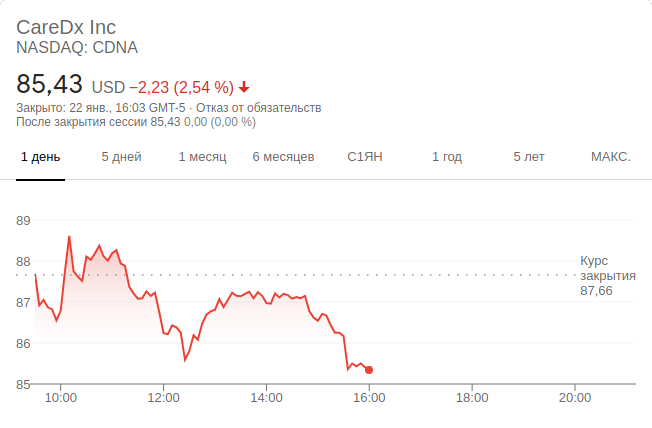 CareDx Inc
NASDAQ: CDNA
85,43 USD −2,23 (2,54 %)
Закрыто: 22 янв., 16:03 GMT-5 · Отказ от обязательств
После закрытия сессии 85,43 0,00 (0,00 %)
1 день 5 дней 1 месяц 6 месяцев С1ЯН 1 год 5 лет МАКС.
89
88
87
86
85
Курс
закрытия
87,66
10:00 12:00 14:00 16:00 18:00 20:00